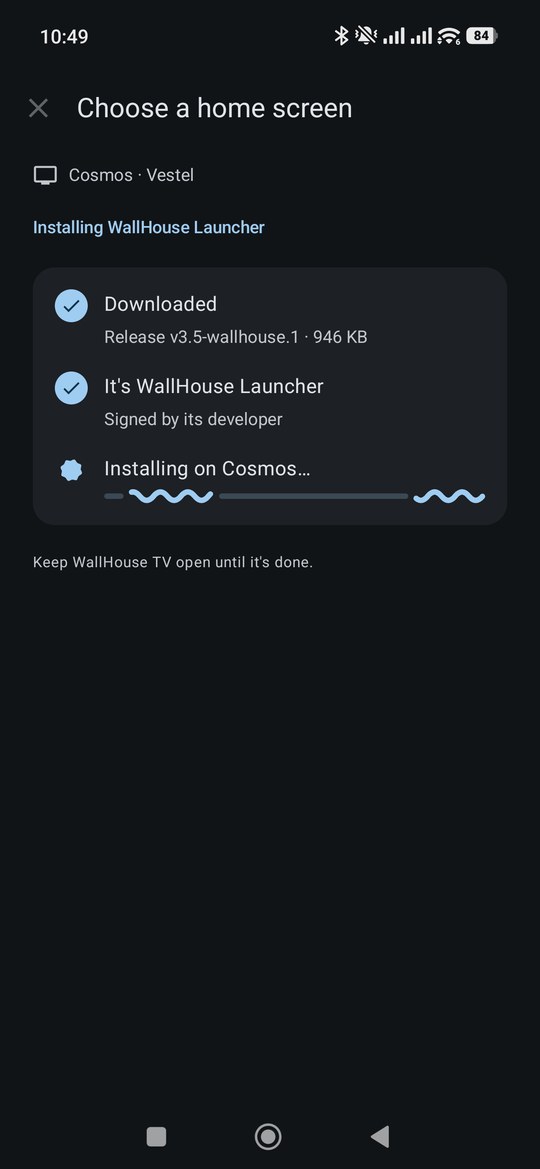 10:49
84
Choose a home screen
Cosmos · Vestel
Installing WallHouse Launcher
Downloaded
Release v3.5-wallhouse.1 · 946 KB
It's WallHouse Launcher
Signed by its developer
Installing on Cosmos…
Keep WallHouse TV open until it's done.